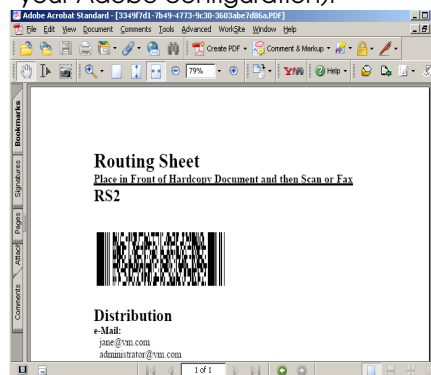 your Adobe configuration).
Adobe Acrobat Standard - [3349f7d1-7b49-4773-9c30-3603abe7d86a.PDF]
File Edit View Document Comments Tools Advanced WorkSite Window Help
Create PDF Comment & Markup
79% Y! Help
Bookmarks
Signatures
Pages
Attach
Comments
Routing Sheet
Place in Front of Hardcopy Document and then Scan or Fax
RS2
Distribution
e-Mail:
jane@vm.com
administrator@vm.com
1 of 1